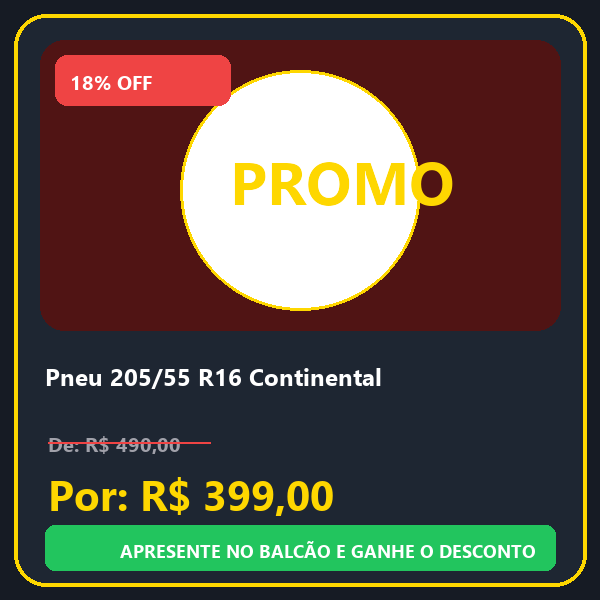 18% OFF
PROMO
Pneu 205/55 R16 Continental
De: R$ 490,00
Por: R$ 399,00
APRESENTE NO BALCÃO E GANHE O DESCONTO